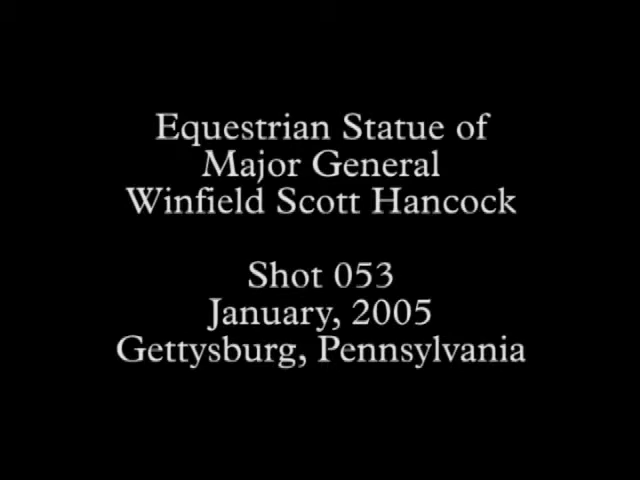 Equestrian Statue of
Major General
Winfield Scott Hancock
Shot 053
January, 2005
Gettysburg, Pennsylvania